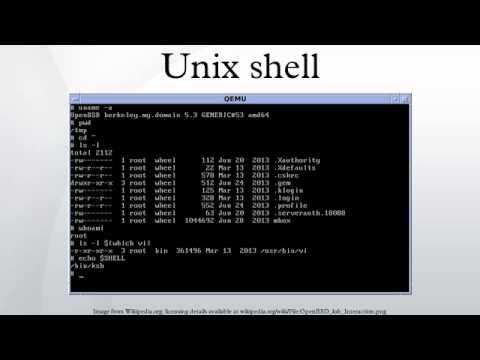 Unix shell
QEMU
# uname -a
OpenBSD berkeley.my.domain 5.3 GENERIC#53 amd64
# pwd
/tmp
# cd ~
# ls -l
total 2112
-rw------- 1 root wheel 112 Jun 20 2013 .Xauthority
-rw-r--r-- 1 root wheel 22 Mar 13 2013 .Xdefaults
-rw-r--r-- 1 root wheel 578 Mar 13 2013 .cshrc
drwxr-xr-x 3 root wheel 512 Jun 24 2013 .gem
-rw-r--r-- 1 root wheel 125 Mar 13 2013 .klogin
-rw-r--r-- 1 root wheel 328 Mar 13 2013 .login
-rw-r--r-- 1 root wheel 552 Jun 24 2013 .profile
-rw------- 1 root wheel 63 Jun 20 2013 .serverauth.18088
-rw------- 1 root wheel 1044692 Jun 28 2013 mbox
# whoami
root
# ls -l $(which vi)
-r-xr-xr-x 3 root bin 361496 Mar 13 2013 /usr/bin/vi
# echo $SHELL
/bin/ksh
# _
Image from Wikipedia.org, licensing details available at wikipedia.org/wiki/File:OpenBSD_ksh_Interaction.png